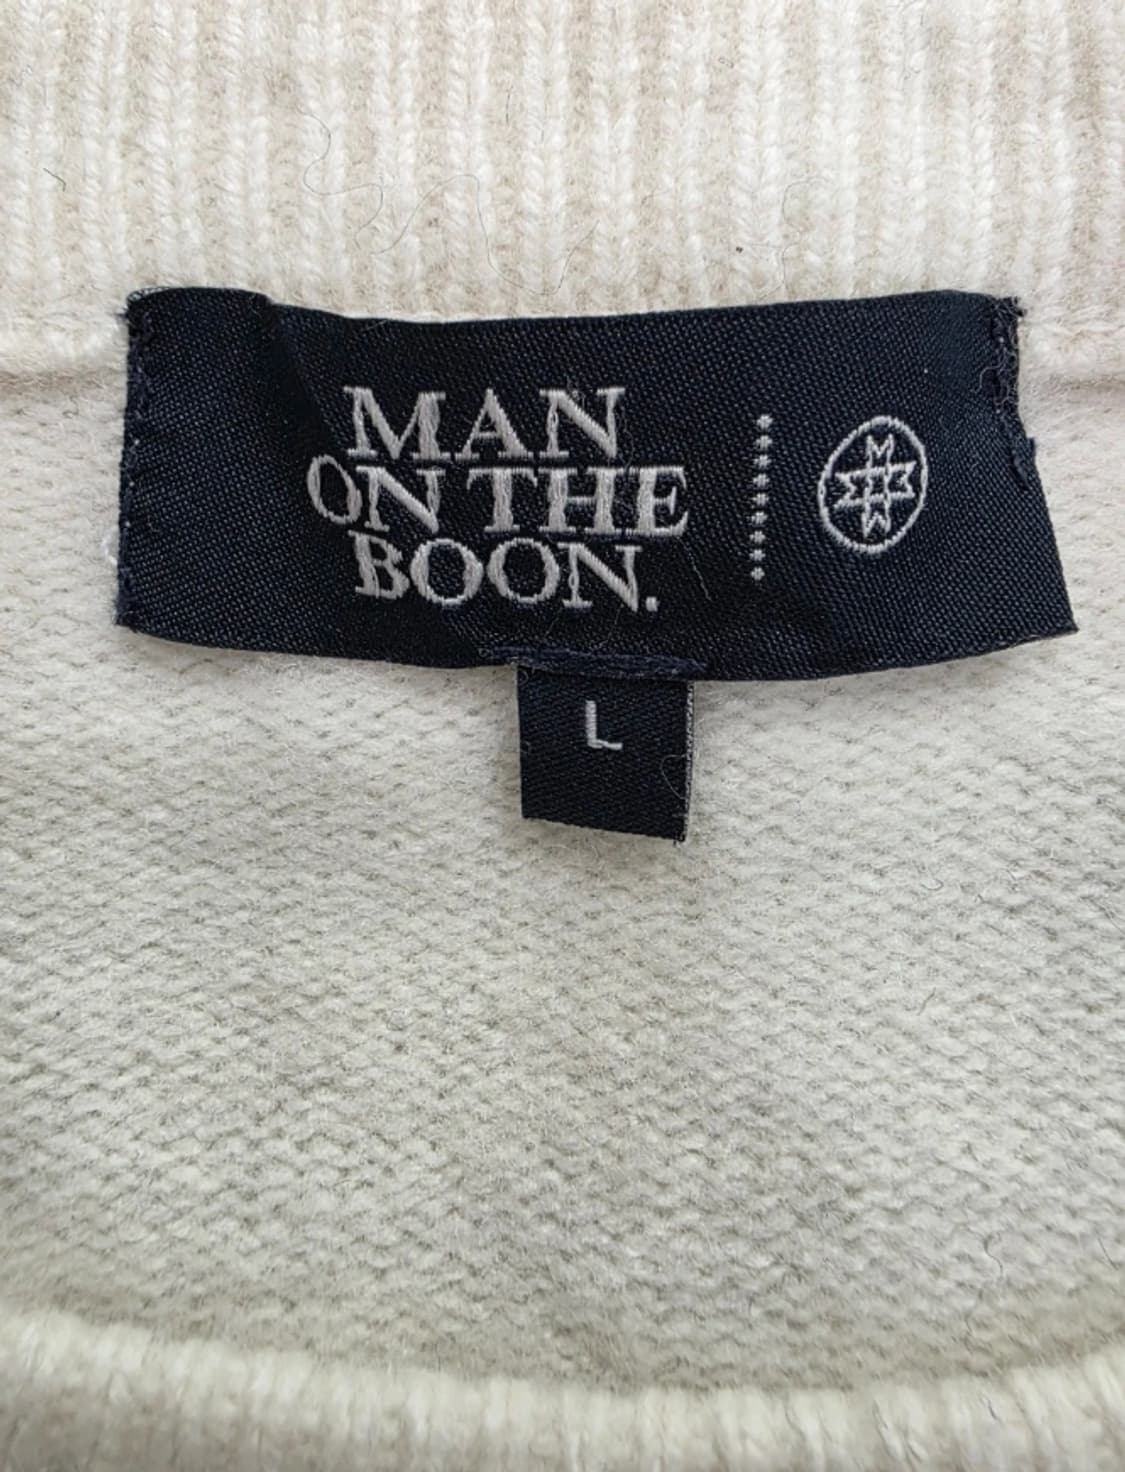 MAN
ON THE
BOON.
L